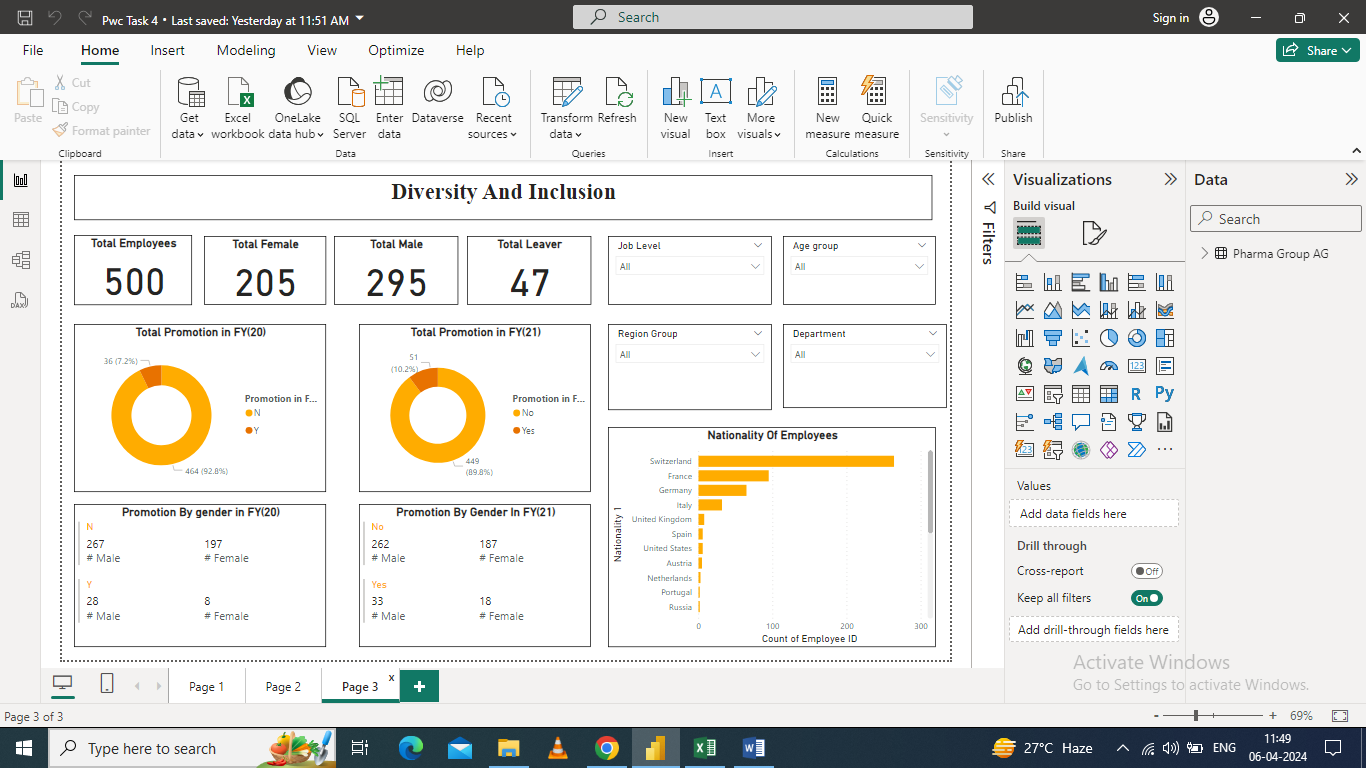 Pwc Task 4 • Last saved: Yesterday at 11:51 AM
Search
Sign in
File Home Insert Modeling View Optimize Help
Share
Paste
Cut
Copy
Format painter
Clipboard
Get data
Excel workbook
OneLake data hub
SQL Server
Enter data
Dataverse
Recent sources
Data
Transform data
Refresh
Queries
New visual
Text box
More visuals
Insert
New measure
Quick measure
Calculations
Sensitivity
Sensitivity
Publish
Share
Diversity And Inclusion
Total Employees
500
Total Female
205
Total Male
295
Total Leaver
47
Job Level
All
Age group
All
Region Group
All
Department
All
Total Promotion in FY(20)
36 (7.2%)
464 (92.8%)
Promotion in F...
N
Y
Total Promotion in FY(21)
51
(10.2%)
449
(89.8%)
Promotion in F...
No
Yes
Promotion By gender in FY(20)
N
267 197
# Male # Female
Y
28 8
# Male # Female
Promotion By Gender In FY(21)
No
262 187
# Male # Female
Yes
33 18
# Male # Female
Nationality Of Employees
Nationality 1
Switzerland
France
Germany
Italy
United Kingdom
Spain
United States
Austria
Netherlands
Portugal
Russia
0 100 200 300
Count of Employee ID
Filters
Visualizations
Build visual
123
R
Py
123
Values
Add data fields here
Drill through
Cross-report Off
Keep all filters On
Add drill-through fields here
Data
Search
Pharma Group AG
Activate Windows
Go to Settings to activate Windows.
DAX
Page 1 Page 2 Page 3 x +
Page 3 of 3
- + 69%
Type here to search
27°C Haze
ENG
11:49
06-04-2024